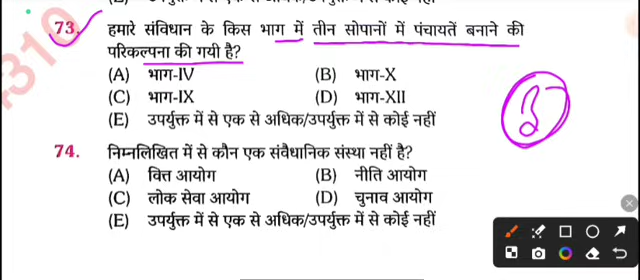 73. हमारे संविधान के किस भाग में तीन सोपानों में पंचायतें बनाने की
परिकल्पना की गयी है?
(A) भाग-IV (B) भाग-X
(C) भाग-IX (D) भाग-XII
(E) उपर्युक्त में से एक से अधिक/उपर्युक्त में से कोई नहीं
74. निम्नलिखित में से कौन एक संवैधानिक संस्था नहीं है?
(A) वित्त आयोग (B) नीति आयोग
(C) लोक सेवा आयोग (D) चुनाव आयोग
(E) उपर्युक्त में से एक से अधिक/उपर्युक्त में से कोई नहीं